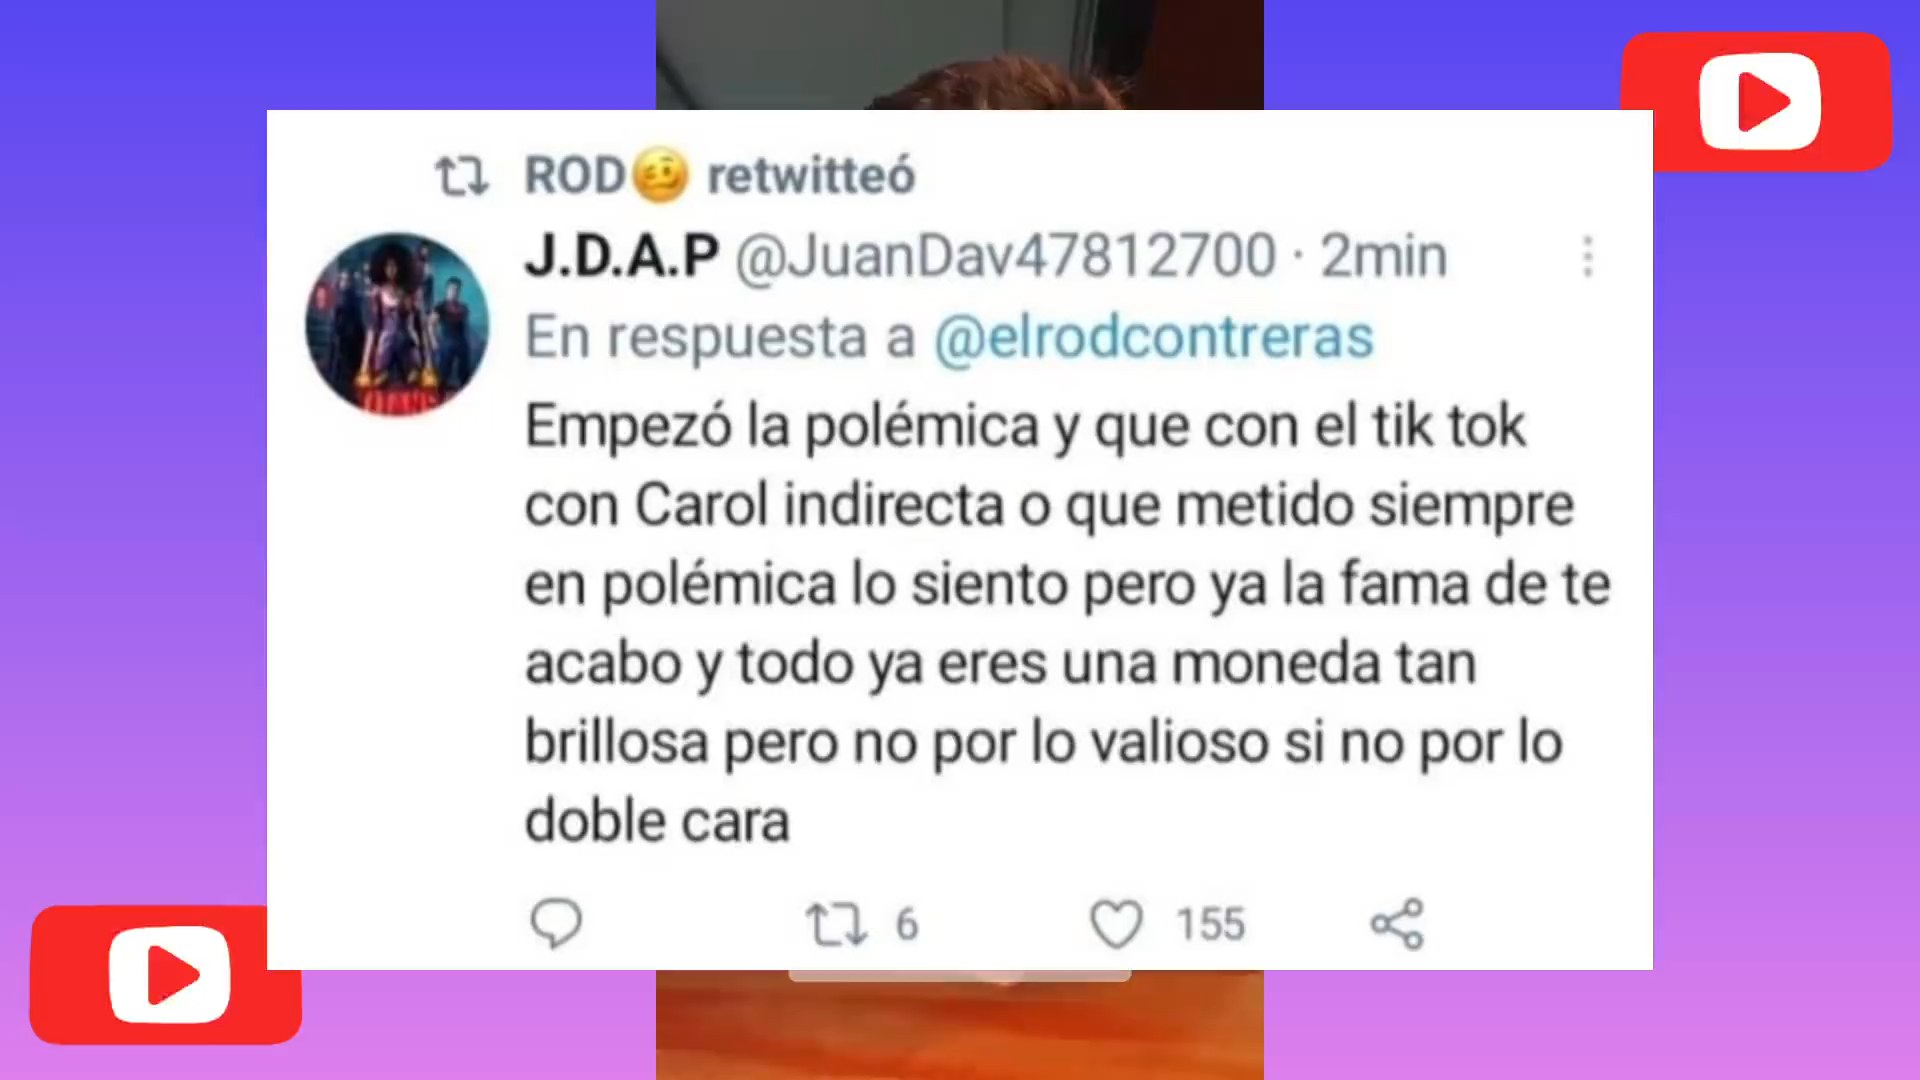 ROD🥴 retwitteó
J.D.A.P @JuanDav47812700 · 2min
En respuesta a @elrodcontreras
Empezó la polémica y que con el tik tok
con Carol indirecta o que metido siempre
en polémica lo siento pero ya la fama de te
acabo y todo ya eres una moneda tan
brillosa pero no por lo valioso si no por lo
doble cara
6 155